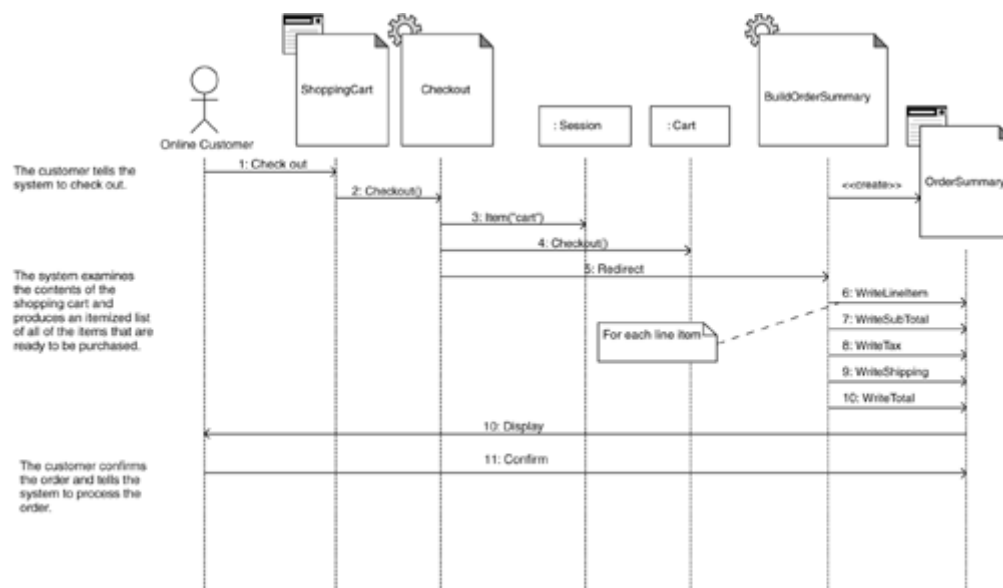 ShoppingCart
Checkout
BuildOrderSummary
: Session
: Cart
Online Customer
OrderSummary
The customer tells the
system to check out.
1: Check out
2: Checkout()
<<create>>
3: Item("cart")
4: Checkout()
5: Redirect
The system examines
the contents of the
shopping cart and
produces an itemized list
of all of the items that are
ready to be purchased.
6: WriteLineItem
For each line item
7: WriteSubTotal
8: WriteTax
9: WriteShipping
10: WriteTotal
10: Display
The customer confirms
the order and tells the
system to process the
order.
11: Confirm